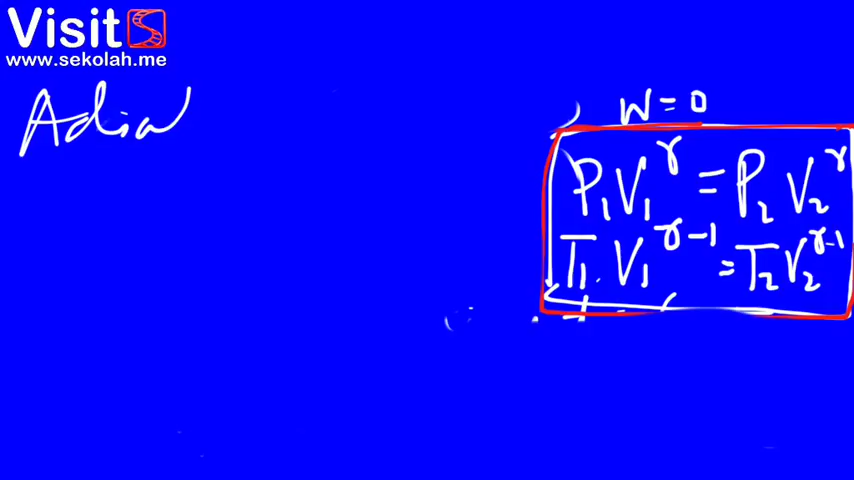 Visit S
www.sekolah.me
Adia
W = 0
P₁V₁^γ = P₂V₂^γ
T₁.V₁^γ-1 = T₂V₂^γ-1